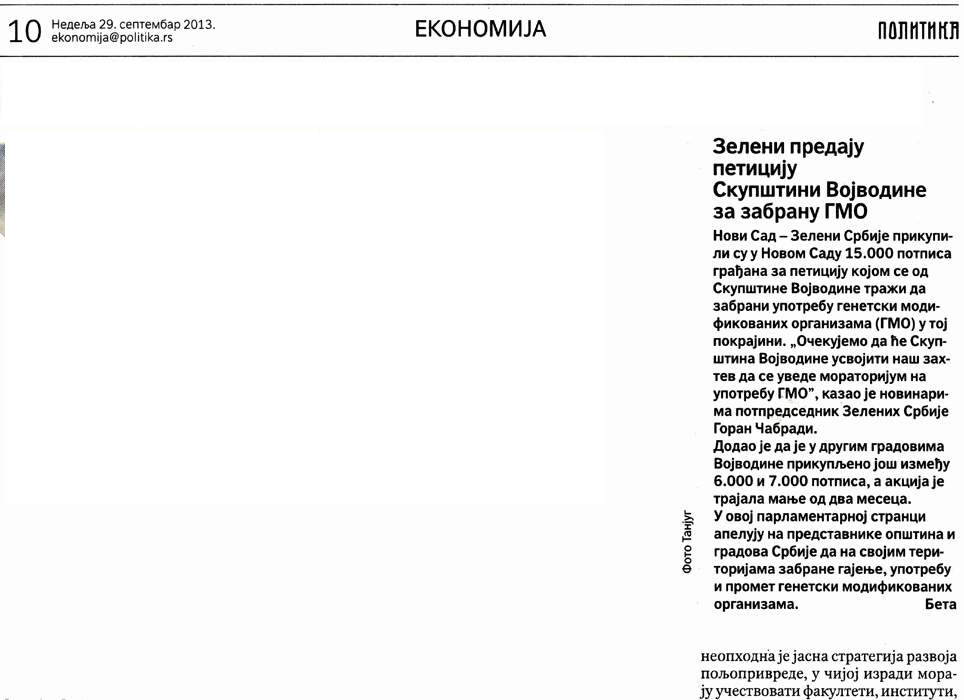 10
Недеља 29. септембар 2013.
ekonomija@politika.rs
ЕКОНОМИЈА
ПОЛИТИКА
Зелени предају
петицију
Скупштини Војводине
за забрану ГМО
Нови Сад – Зелени Србије прикупи-
ли су у Новом Саду 15.000 потписа
грађана за петицију којом се од
Скупштине Војводине тражи да
забрани употребу генетски моди-
фикованих организама (ГМО) у тој
покрајини. „Очекујемо да ће Скуп-
штина Војводине усвојити наш зах-
тев да се уведе мораторијум на
употребу ГМО”, казао је новинари-
ма потпредседник Зелених Србије
Горан Чабради.
Додао је да је у другим градовима
Војводине прикупљено још између
6.000 и 7.000 потписа, а акција је
трајала мање од два месеца.
У овој парламентарној странци
апелују на представнике општина и
градова Србије да на својим тери-
торијама забране гајење, употребу
и промет генетски модификованих
организама. Бета
Фото Танјуг
неопходна је јасна стратегија развоја
пољопривреде, у чијој изради мора-
ју учествовати факултети, институти,